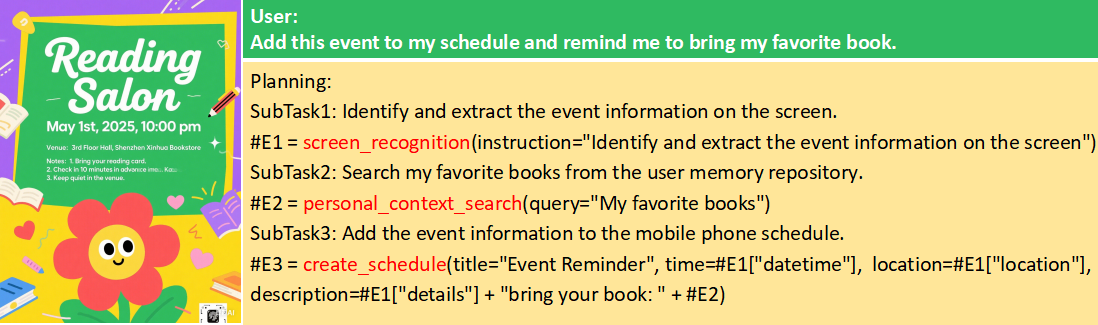 Reading
Salon
May 1st, 2025, 10:00 pm
Venue: 3rd Floor Hall, Shenzhen Xinhua Bookstore
Notes: 1. Bring your reading card.
2. Check in 10 minutes in advance
3. Keep quiet in the venue.
User:
Add this event to my schedule and remind me to bring my favorite book.
Planning:
SubTask1: Identify and extract the event information on the screen.
#E1 = screen_recognition(instruction="Identify and extract the event information on the screen")
SubTask2: Search my favorite books from the user memory repository.
#E2 = personal_context_search(query="My favorite books")
SubTask3: Add the event information to the mobile phone schedule.
#E3 = create_schedule(title="Event Reminder", time=#E1["datetime"], location=#E1["location"],
description=#E1["details"] + "bring your book: " + #E2)